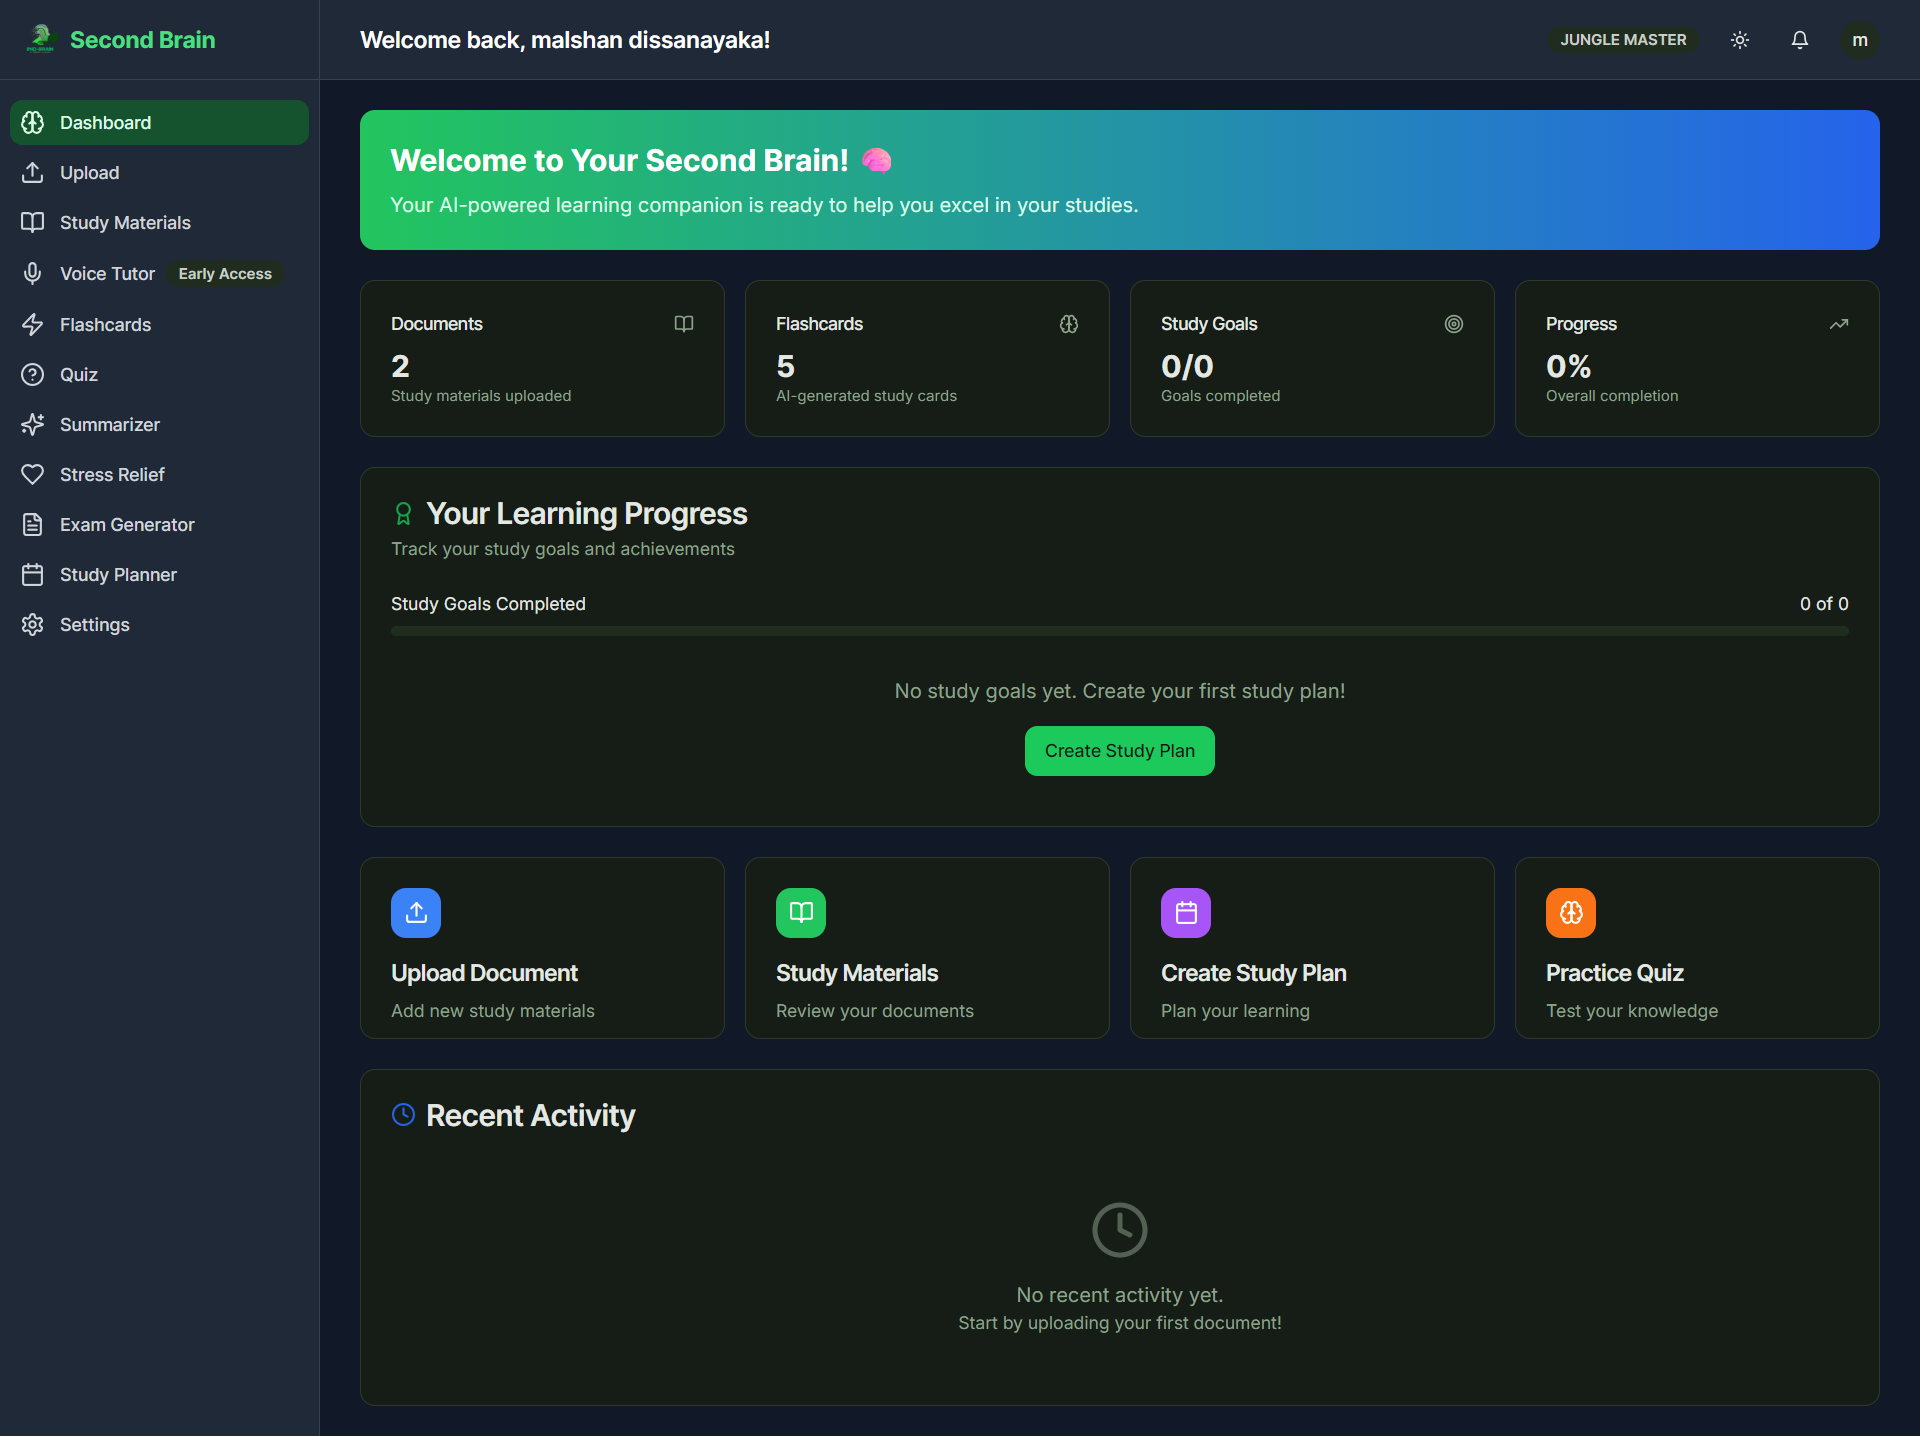 Second Brain
Welcome back, malshan dissanayaka!
JUNGLE MASTER
m
Dashboard
Upload
Study Materials
Voice Tutor
Early Access
Flashcards
Quiz
Summarizer
Stress Relief
Exam Generator
Study Planner
Settings
Welcome to Your Second Brain! 🧠
Your AI-powered learning companion is ready to help you excel in your studies.
Documents
2
Study materials uploaded
Flashcards
5
AI-generated study cards
Study Goals
0/0
Goals completed
Progress
0%
Overall completion
Your Learning Progress
Track your study goals and achievements
Study Goals Completed
0 of 0
No study goals yet. Create your first study plan!
Create Study Plan
Upload Document
Add new study materials
Study Materials
Review your documents
Create Study Plan
Plan your learning
Practice Quiz
Test your knowledge
Recent Activity
No recent activity yet.
Start by uploading your first document!